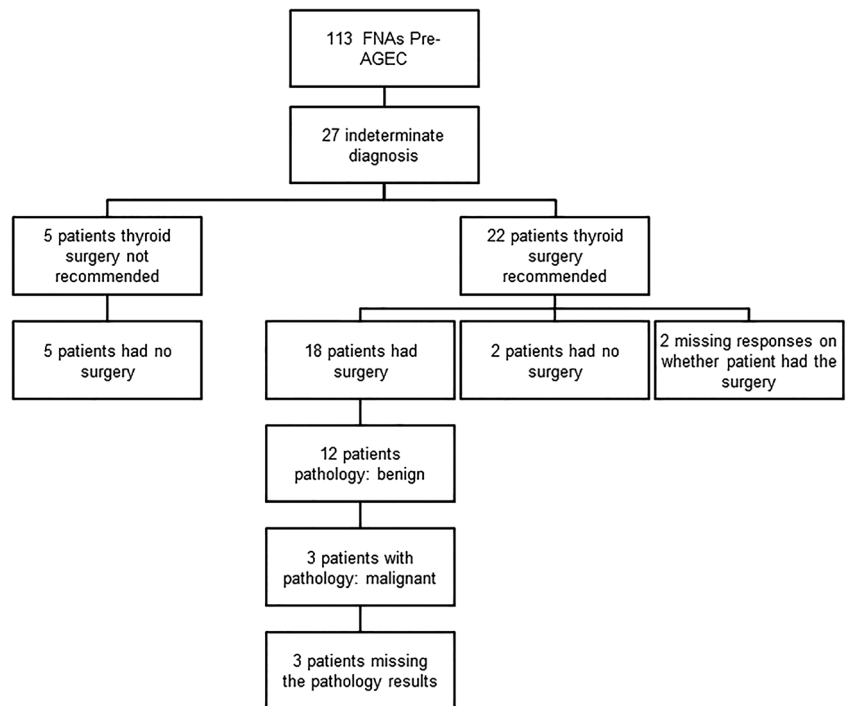 113 FNAs Pre-
AGEC
27 indeterminate
diagnosis
5 patients thyroid
surgery not
recommended
22 patients thyroid
surgery
recommended
5 patients had no
surgery
18 patients had
surgery
2 patients had no
surgery
2 missing responses on
whether patient had the
surgery
12 patients
pathology: benign
3 patients with
pathology: malignant
3 patients missing
the pathology results